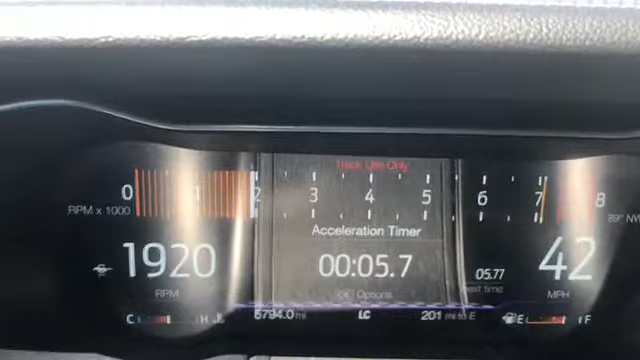 Track Use Only
0 1 2 3 4 5 6 7 8
RPM x 1000
89° NW
Acceleration Timer
1920 00:05.7 05.77 42
RPM OK Options best time MPH
C H 5794.0 mi LC 201 mi to E E F